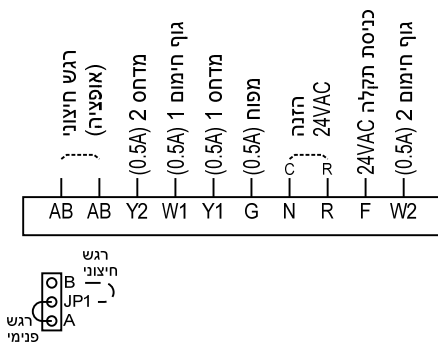 רגש חיצוני
(אופציה)
מדחס 2 (0.5A)
גוף חימום 1 (0.5A)
מדחס 1 (0.5A)
מפוח (0.5A)
הזנה
24VAC
כניסת תקלה 24VAC
גוף חימום 2 (0.5A)
C R
AB AB Y2 W1 Y1 G N R F W2
רגש
חיצוני
B
JP1
A
רגש
פנימי